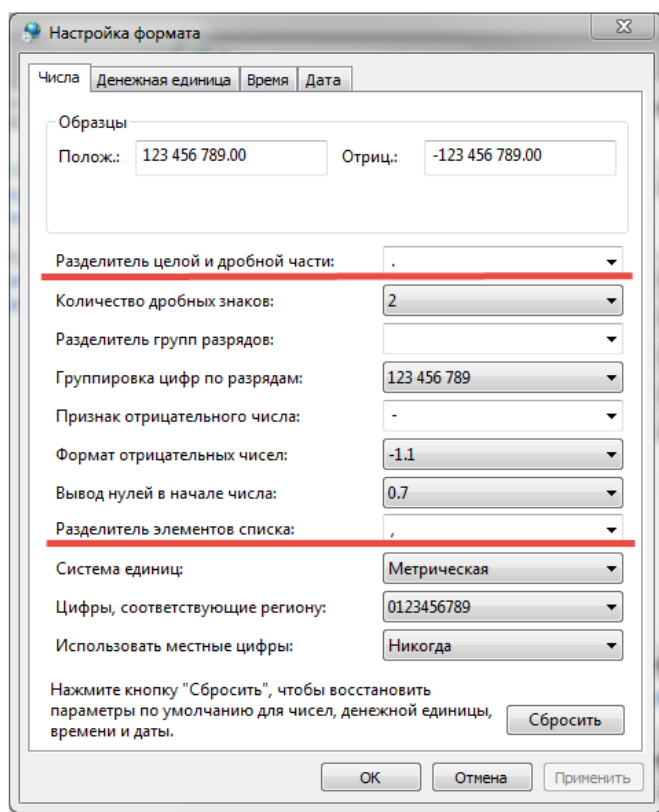 Настройка формата
Числа Денежная единица Время Дата
Образцы
Полож.: 123 456 789.00 Отриц.: -123 456 789.00
Разделитель целой и дробной части: .
Количество дробных знаков: 2
Разделитель групп разрядов:
Группировка цифр по разрядам: 123 456 789
Признак отрицательного числа: -
Формат отрицательных чисел: -1.1
Вывод нулей в начале числа: 0.7
Разделитель элементов списка: ,
Система единиц: Метрическая
Цифры, соответствующие региону: 0123456789
Использовать местные цифры: Никогда
Нажмите кнопку "Сбросить", чтобы восстановить
параметры по умолчанию для чисел, денежной единицы,
времени и даты.
Сбросить
ОК Отмена Применить